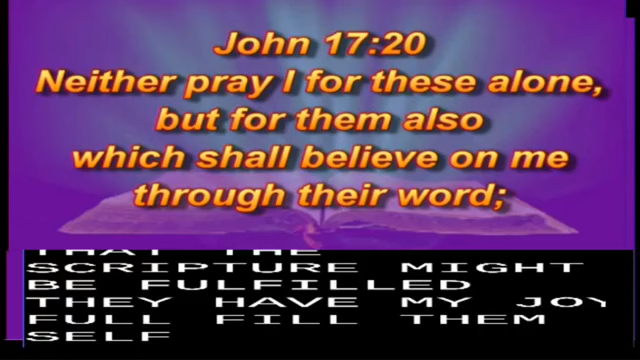 John 17:20
Neither pray I for these alone,
but for them also
which shall believe on me
through their word;
THAT THE
SCRIPTURE MIGHT
BE FULFILLED
THEY HAVE MY JOY
FULL FILL THEM
SELF